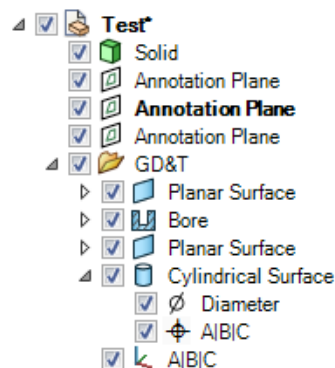 Test*
Solid
Annotation Plane
Annotation Plane
Annotation Plane
GD&T
Planar Surface
Bore
Planar Surface
Cylindrical Surface
Diameter
A|B|C
A|B|C